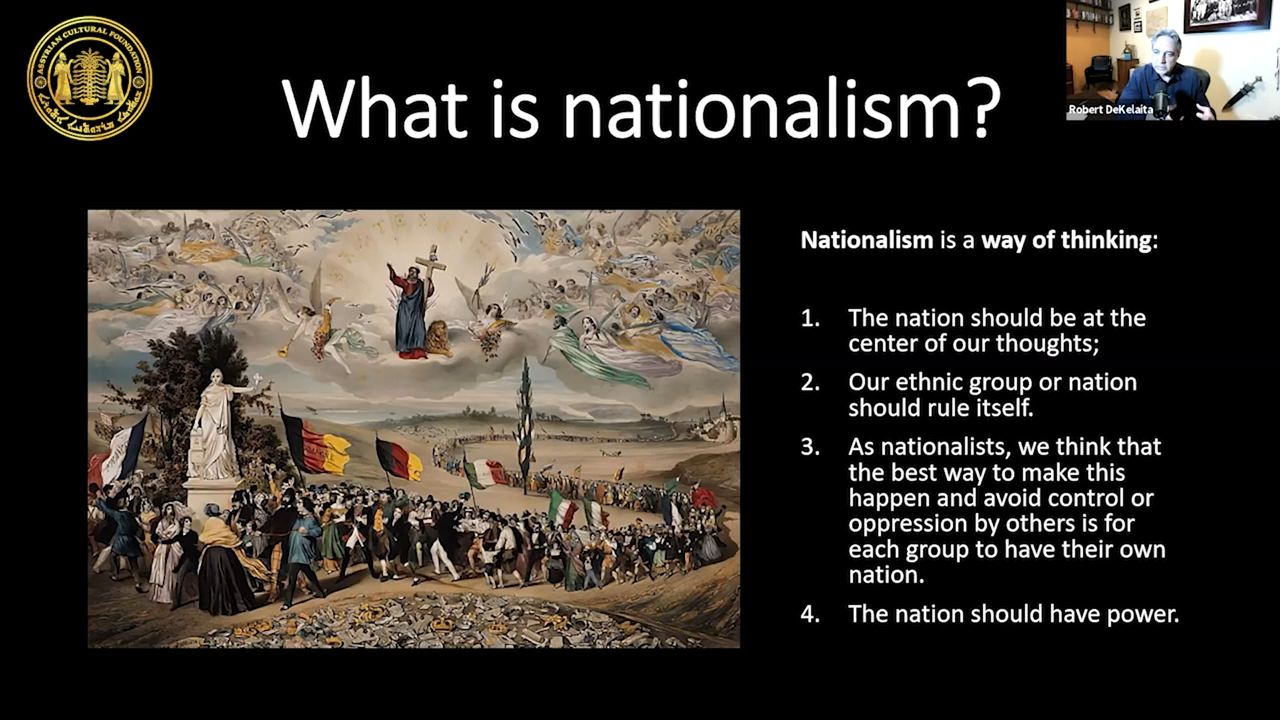 ASSYRIAN CULTURAL FOUNDATION
What is nationalism?
Robert DeKelaita
Nationalism is a way of thinking:
1. The nation should be at the
center of our thoughts;
2. Our ethnic group or nation
should rule itself.
3. As nationalists, we think that
the best way to make this
happen and avoid control or
oppression by others is for
each group to have their own
nation.
4. The nation should have power.